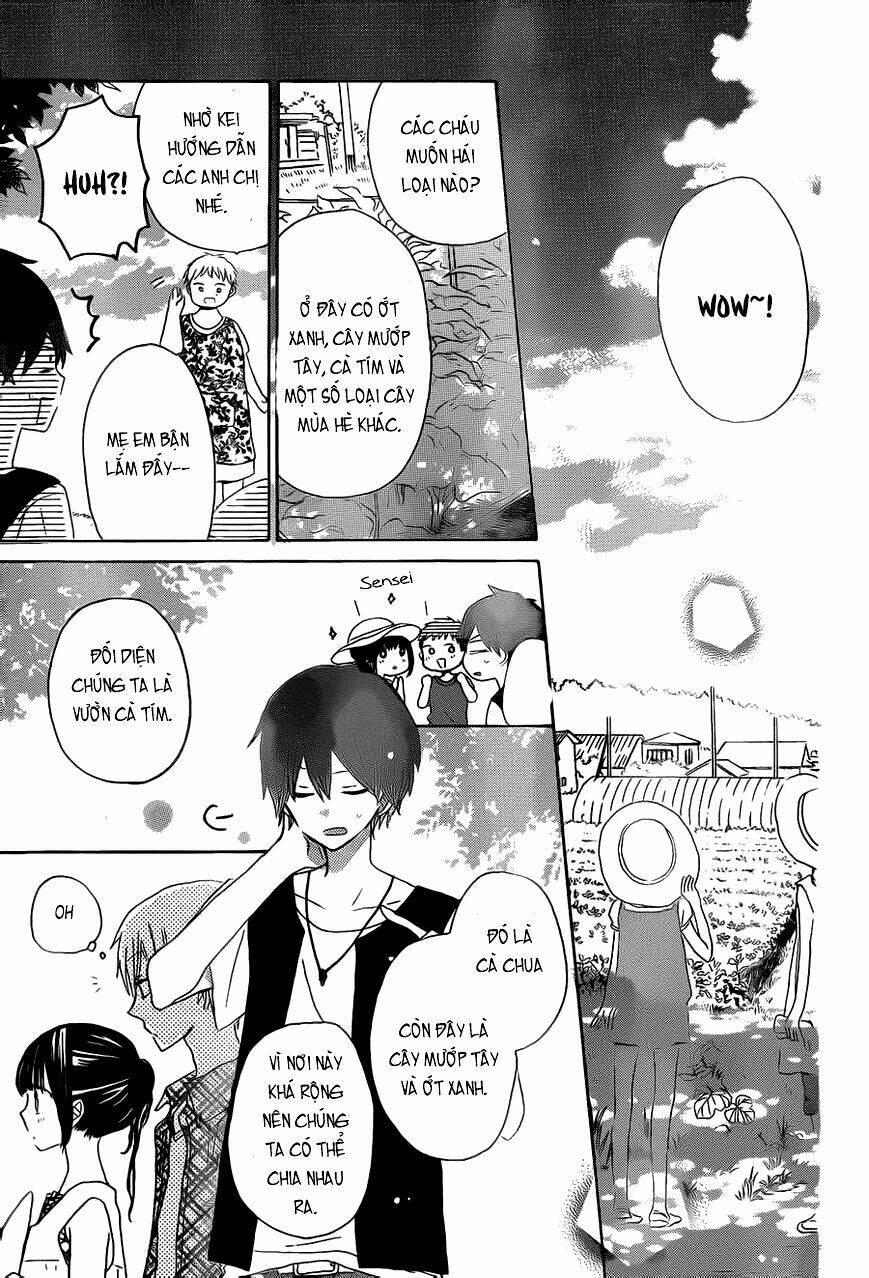 WOW~!
CÁC CHÁU
MUỐN HÁI
LOẠI NÀO?
Ở ĐÂY CÓ ỚT
XANH, CÂY MƯỚP
TÂY, CÀ TÍM VÀ
MỘT SỐ LOẠI CÂY
MÙA HÈ KHÁC.
NHỜ KEI
HƯỚNG DẪN
CÁC ANH CHỊ
NHÉ.
HUH?!
MẸ EM BẬN
LẮM ĐẤY--
Sensei
ĐỐI DIỆN
CHÚNG TA LÀ
VƯỜN CÀ TÍM.
ĐÓ LÀ
CÀ CHUA
CÒN ĐÂY LÀ
CÂY MƯỚP TÂY
VÀ ỚT XANH.
VÌ NƠI NÀY
KHÁ RỘNG
NÊN CHÚNG
TA CÓ THỂ
CHIA NHAU
RA.
OH